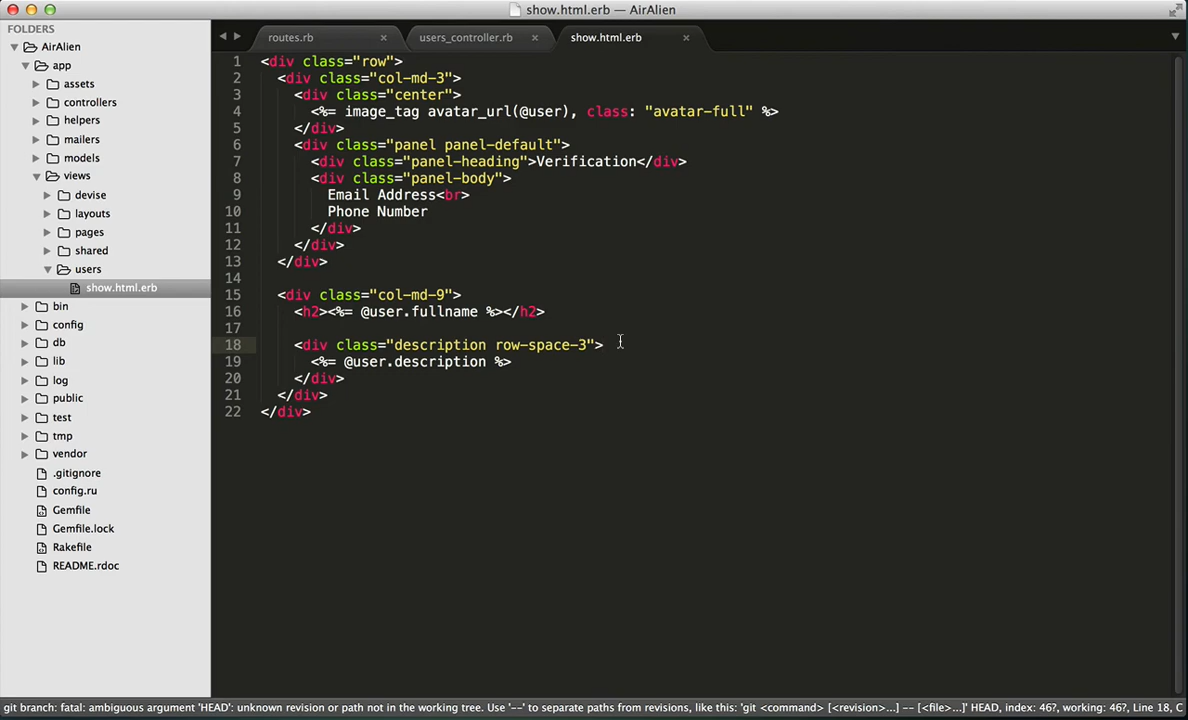 show.html.erb — AirAlien
FOLDERS
AirAlien
app
assets
controllers
helpers
mailers
models
views
devise
layouts
pages
shared
users
show.html.erb
bin
config
db
lib
log
public
test
tmp
vendor
.gitignore
config.ru
Gemfile
Gemfile.lock
Rakefile
README.rdoc
routes.rb × users_controller.rb × show.html.erb ×
1 <div class="row">
2 <div class="col-md-3">
3 <div class="center">
4 <%= image_tag avatar_url(@user), class: "avatar-full" %>
5 </div>
6 <div class="panel panel-default">
7 <div class="panel-heading">Verification</div>
8 <div class="panel-body">
9 Email Address<br>
10 Phone Number
11 </div>
12 </div>
13 </div>
14
15 <div class="col-md-9">
16 <h2><%= @user.fullname %></h2>
17
18 <div class="description row-space-3">
19 <%= @user.description %>
20 </div>
21 </div>
22 </div>
git branch: fatal: ambiguous argument 'HEAD': unknown revision or path not in the working tree. Use '--' to separate paths from revisions, like this: 'git <command> [<revision>...] -- [<file>...]' HEAD, index: 46?, working: 46?, Line 18, C